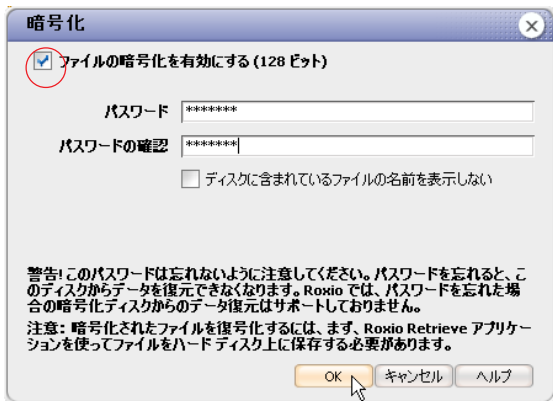 暗号化
ファイルの暗号化を有効にする (128 ビット)
パスワード *******
パスワードの確認 *******
ディスクに含まれているファイルの名前を表示しない
警告! このパスワードは忘れないように注意してください。パスワードを忘れると、こ
のディスクからデータを復元できなくなります。Roxio では、パスワードを忘れた場
合の暗号化ディスクからのデータ復元はサポートしておりません。
注意: 暗号化されたファイルを復号化するには、まず、Roxio Retrieve アプリケー
ションを使ってファイルをハード ディスク上に保存する必要があります。
OK キャンセル ヘルプ